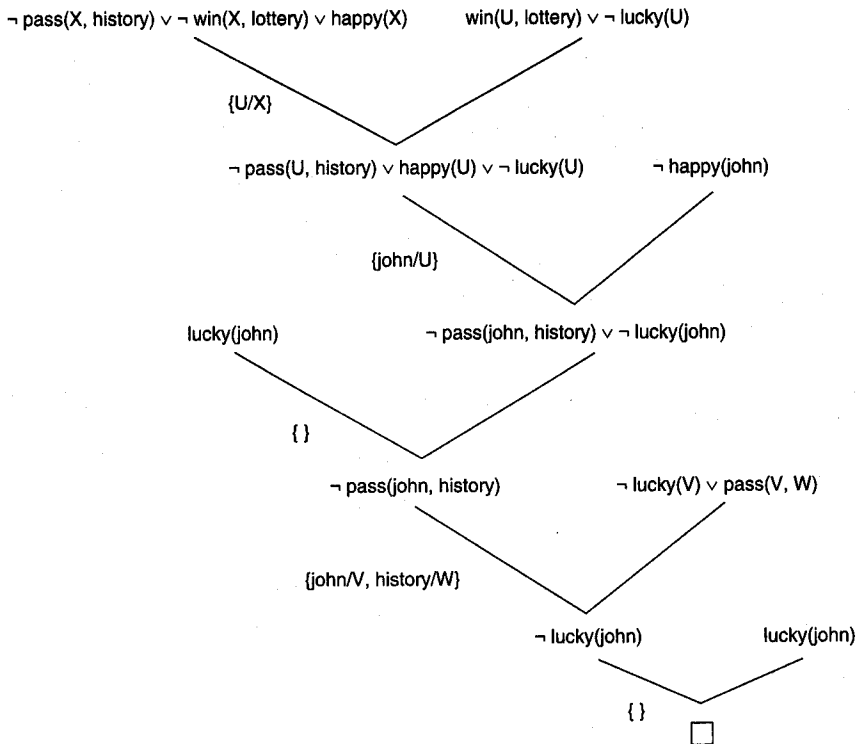 ¬ pass(X, history) ∨ ¬ win(X, lottery) ∨ happy(X) win(U, lottery) ∨ ¬ lucky(U)
{U/X}
¬ pass(U, history) ∨ happy(U) ∨ ¬ lucky(U) ¬ happy(john)
{john/U}
lucky(john) ¬ pass(john, history) ∨ ¬ lucky(john)
{ }
¬ pass(john, history) ¬ lucky(V) ∨ pass(V, W)
{john/V, history/W}
¬ lucky(john) lucky(john)
{ }